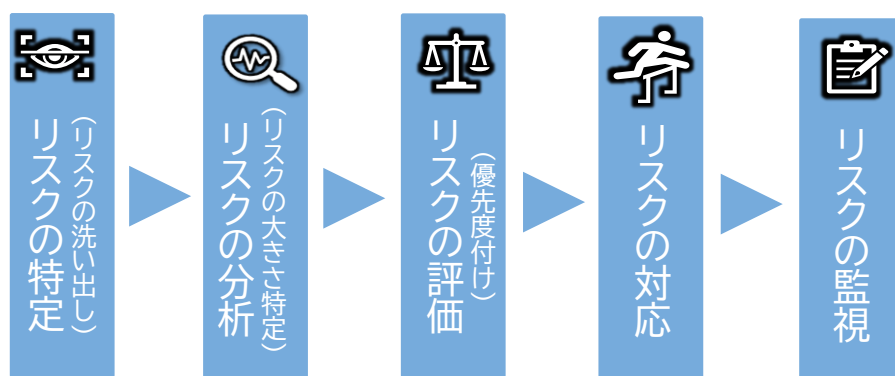 リスクの特定
（リスクの洗い出し）
リスクの分析
（リスクの大きさ特定）
リスクの評価
（優先度付け）
リスクの対応
リスクの監視